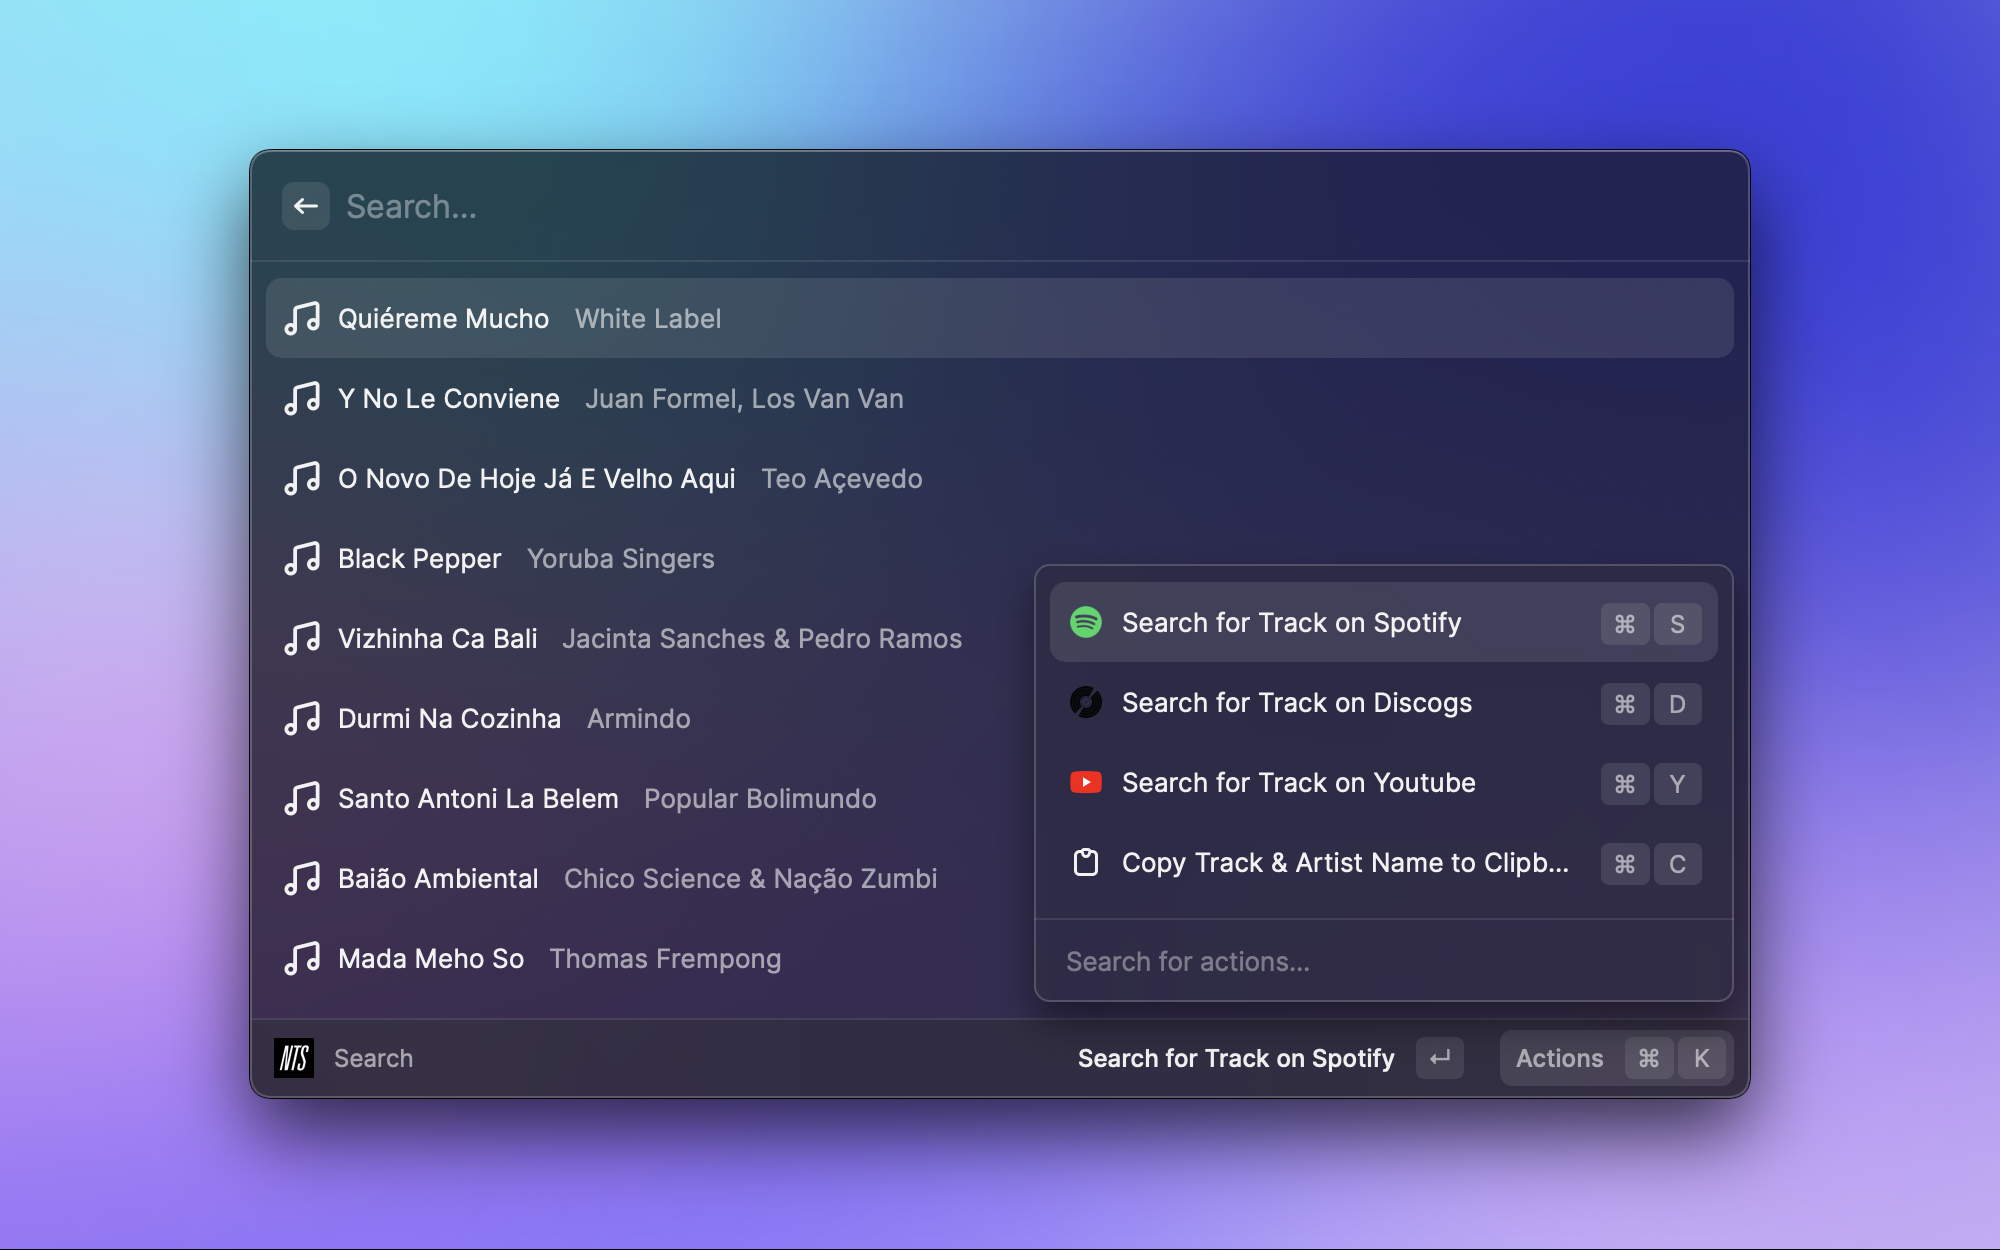 Search...
Quiéreme Mucho White Label
Y No Le Conviene Juan Formel, Los Van Van
O Novo De Hoje Já E Velho Aqui Teo Açevedo
Black Pepper Yoruba Singers
Vizhinha Ca Bali Jacinta Sanches & Pedro Ramos
Durmi Na Cozinha Armindo
Santo Antoni La Belem Popular Bolimundo
Baião Ambiental Chico Science & Nação Zumbi
Mada Meho So Thomas Frempong
Search for Track on Spotify ⌘ S
Search for Track on Discogs ⌘ D
Search for Track on Youtube ⌘ Y
Copy Track & Artist Name to Clipb... ⌘ C
Search for actions...
NTS Search Search for Track on Spotify ↵ Actions ⌘ K